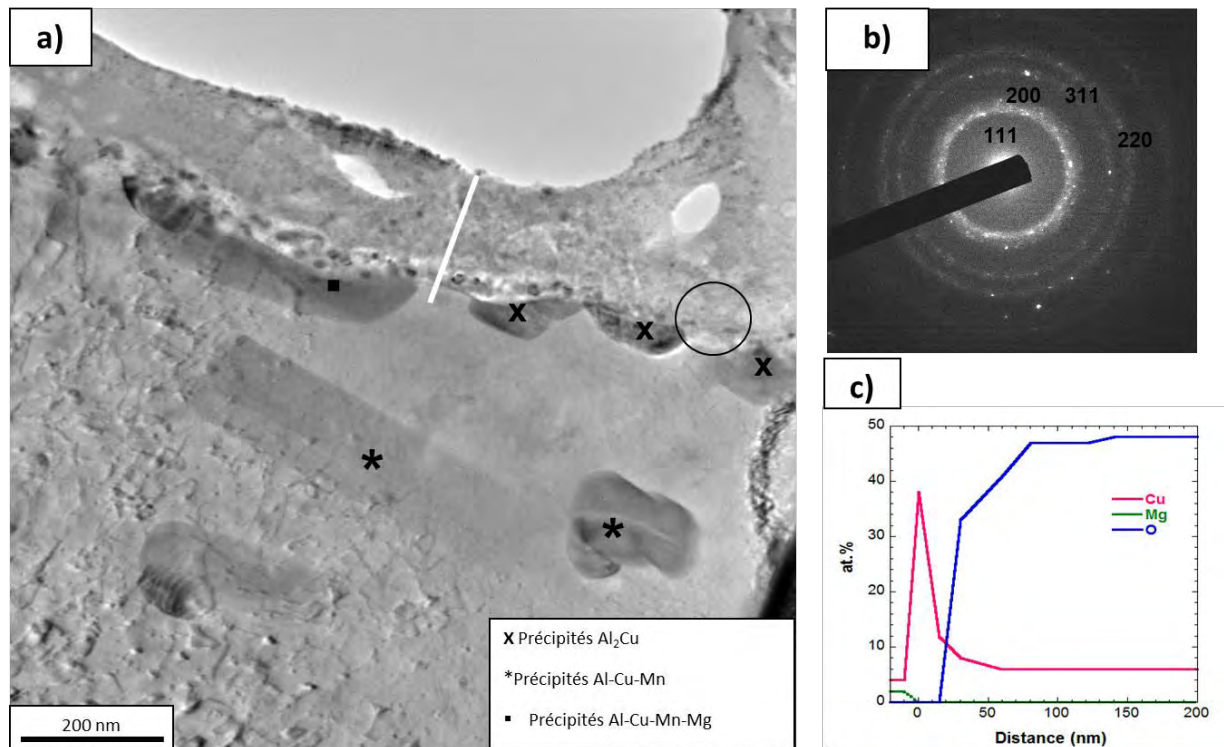 a)
x
x
x
*
*
▪
200 nm
x Précipités Al₂Cu
*Précipités Al-Cu-Mn
▪ Précipités Al-Cu-Mn-Mg
b)
200 311
111 220
c)
50
40
30
20
10
0
at.%
Cu
Mg
O
0 50 100 150 200
Distance (nm)